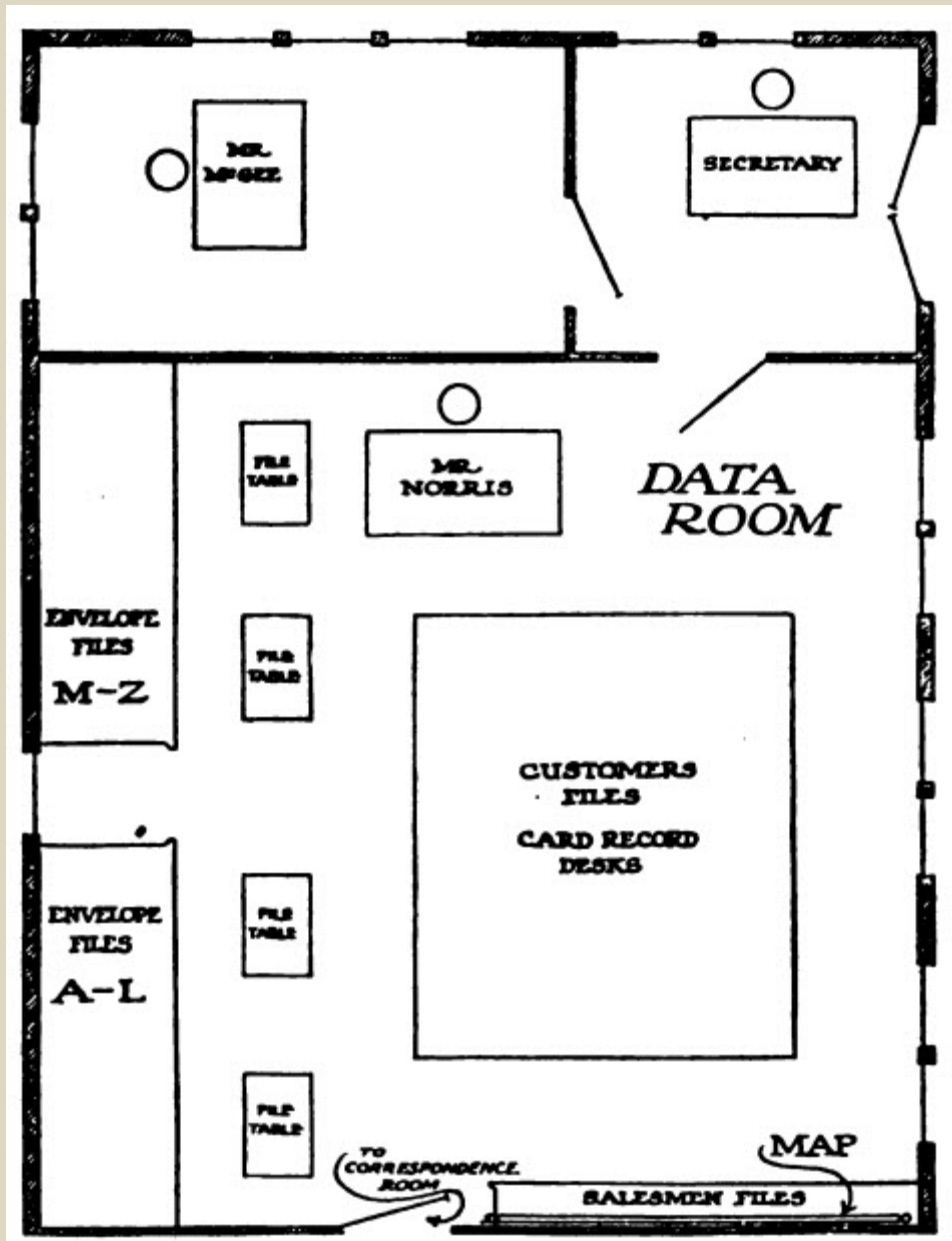 MR.
McGEE
SECRETARY
FILE
TABLE
MR.
NORRIS
DATA
ROOM
ENVELOPE
FILES
M-Z
FILE
TABLE
CUSTOMERS
FILES
CARD RECORD
DESKS
ENVELOPE
FILES
A-L
FILE
TABLE
FILE
TABLE
TO
CORRESPONDENCE
ROOM
MAP
SALESMEN FILES